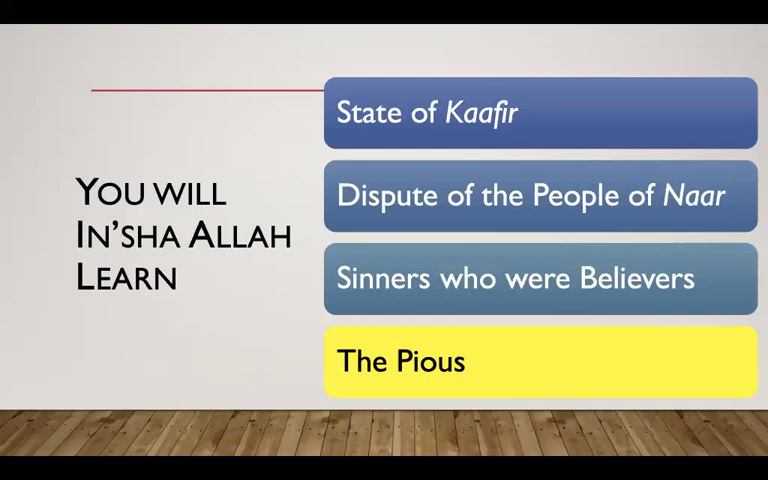 You will
In'sha Allah
Learn
State of Kaafir
Dispute of the People of Naar
Sinners who were Believers
The Pious